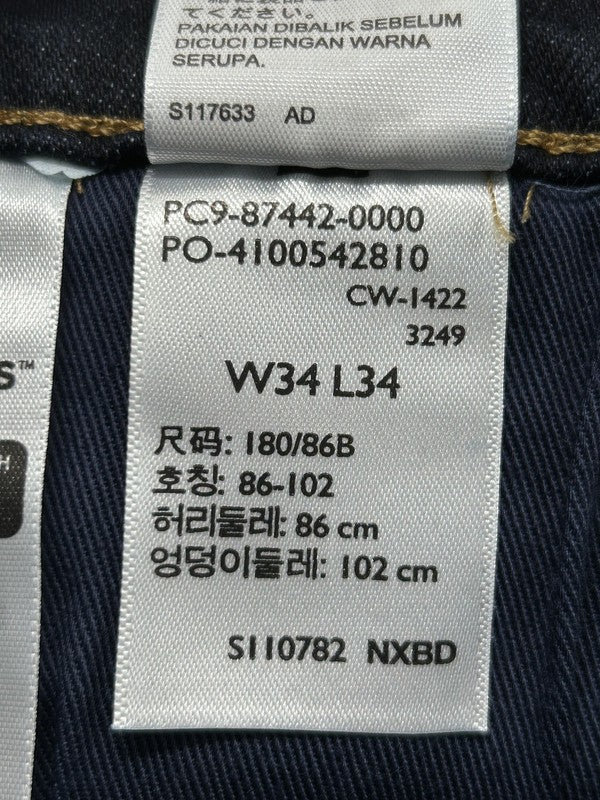 てください。
PAKAIAN DIBALIK SEBELUM
DICUCI DENGAN WARNA
SERUPA.
S117633 AD
PC9-87442-0000
PO-4100542810
CW-1422
3249
W34 L34
尺码: 180/86B
호칭: 86-102
허리둘레: 86 cm
엉덩이둘레: 102 cm
S110782 NXBD
S™
H